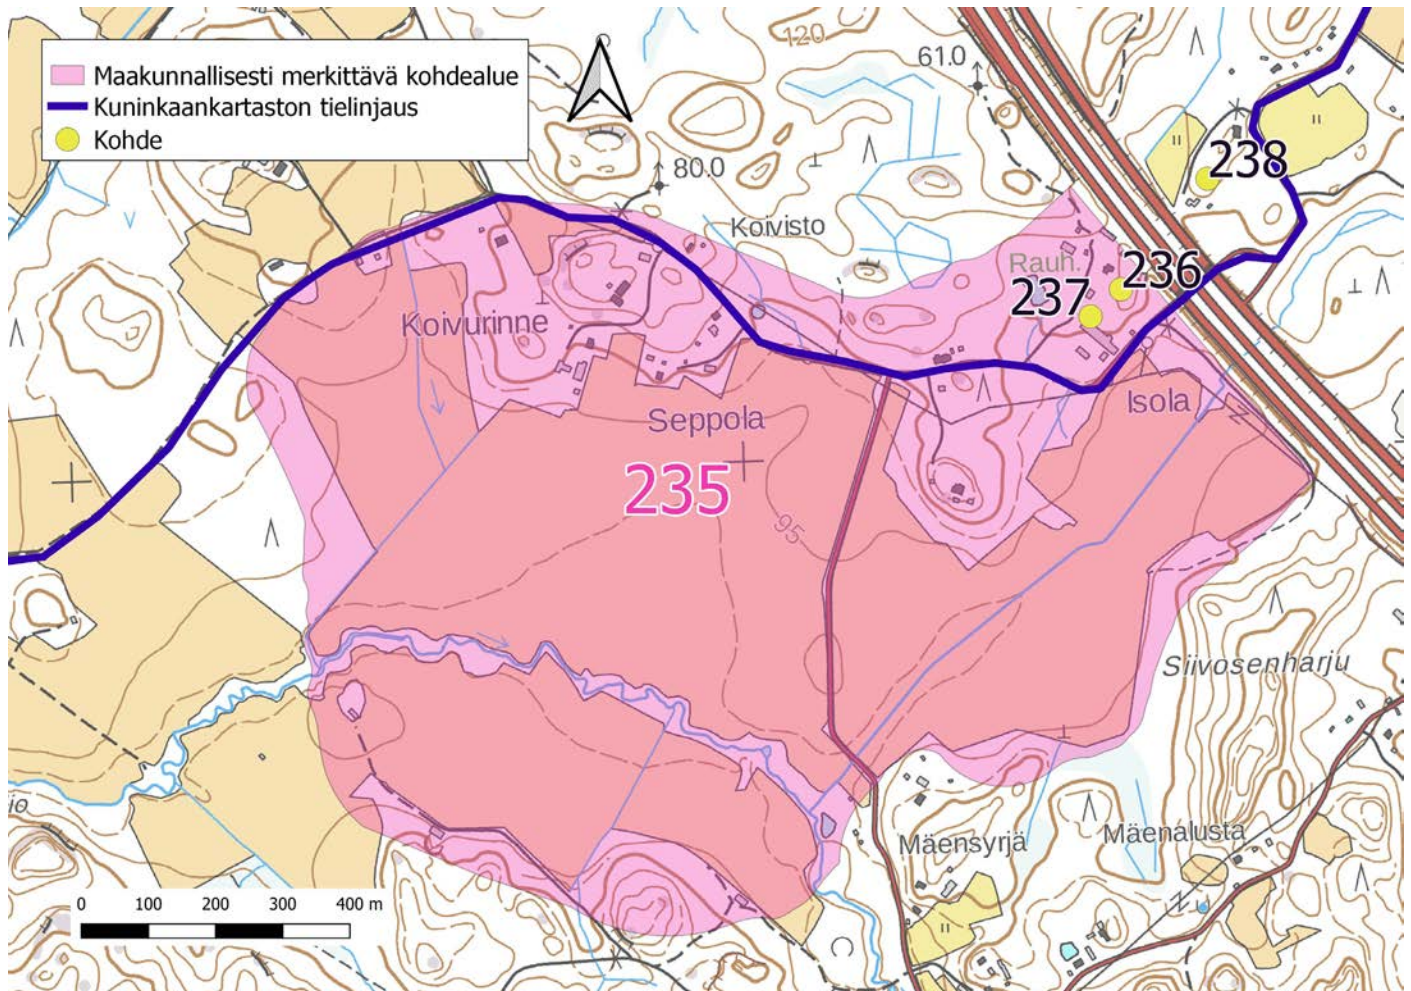 Maakunnallisesti merkittävä kohdealue
Kuninkaankartaston tielinjaus
Kohde
120
61.0
80.0
238
Koivisto
Rauh.
236
237
Koivurinne
Seppola
Isola
235
95
Siivosenharju
Mäensyrjä
Mäenalusta
0 100 200 300 400 m